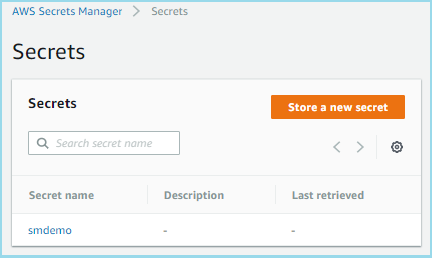 AWS Secrets Manager > Secrets
Secrets
Secrets
Store a new secret
Search secret name
Secret name Description Last retrieved
smdemo - -